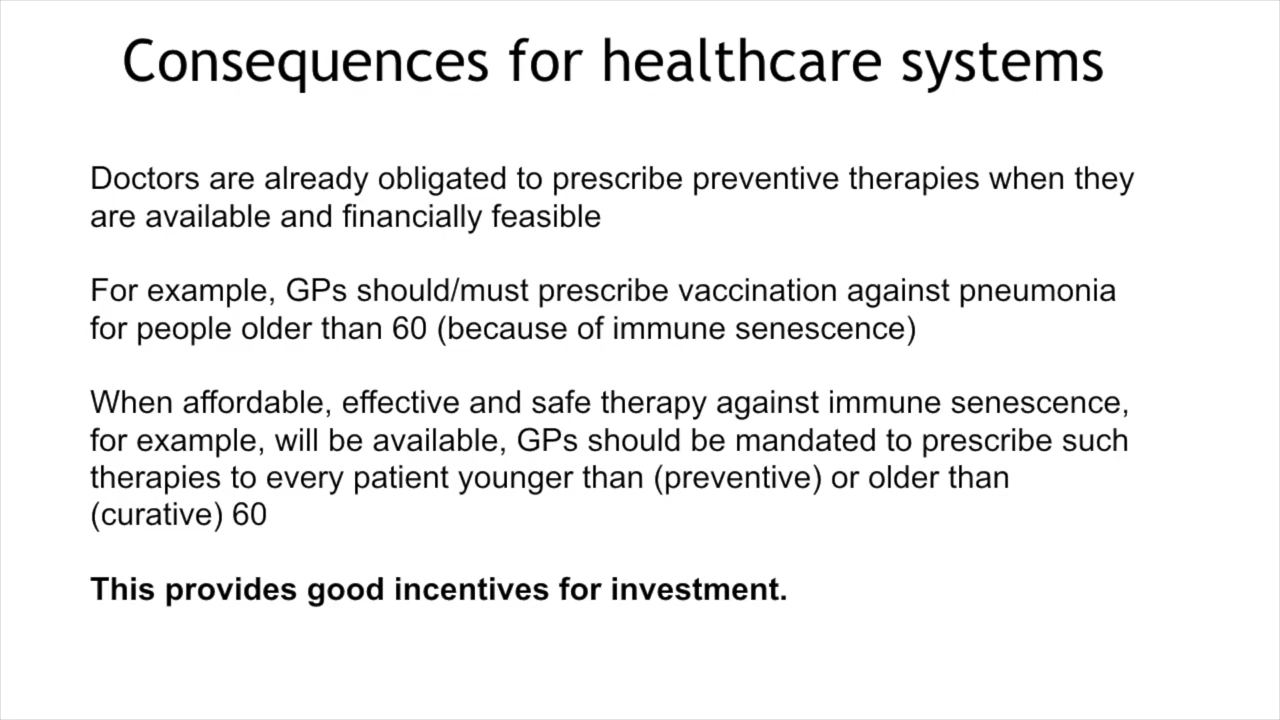 Consequences for healthcare systems
Doctors are already obligated to prescribe preventive therapies when they
are available and financially feasible
For example, GPs should/must prescribe vaccination against pneumonia
for people older than 60 (because of immune senescence)
When affordable, effective and safe therapy against immune senescence,
for example, will be available, GPs should be mandated to prescribe such
therapies to every patient younger than (preventive) or older than
(curative) 60
This provides good incentives for investment.